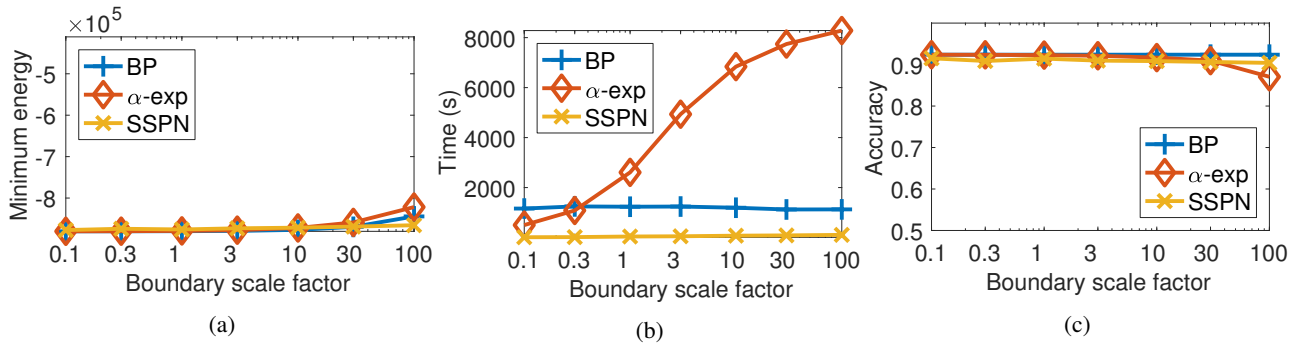 ×10⁵
Minimum energy
-5
-6
-7
-8
BP
α-exp
SSPN
0.1 0.3 1 3 10 30 100
Boundary scale factor
(a)
Time (s)
8000
6000
4000
2000
BP
α-exp
SSPN
0.1 0.3 1 3 10 30 100
Boundary scale factor
(b)
Accuracy
0.9
0.8
0.7
0.6
0.5
BP
α-exp
SSPN
0.1 0.3 1 3 10 30 100
Boundary scale factor
(c)